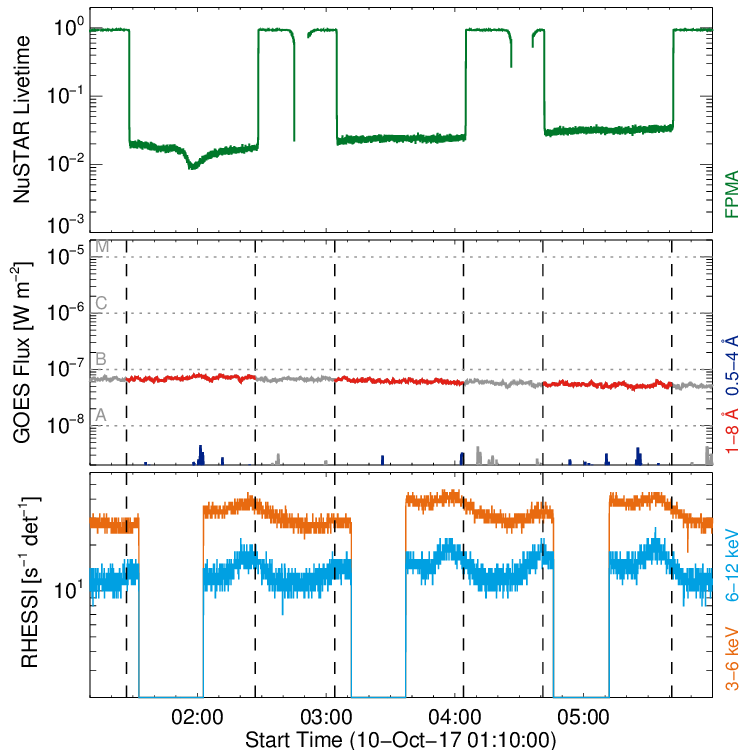 NuSTAR Livetime
10⁰
10⁻¹
10⁻²
10⁻³
FPMA
GOES Flux [W m⁻²]
10⁻⁵
10⁻⁶
10⁻⁷
10⁻⁸
M
C
B
A
1−8 Å 0.5−4 Å
RHESSI [s⁻¹ det⁻¹]
10¹
3−6 keV 6−12 keV
02:00 03:00 04:00 05:00
Start Time (10−Oct−17 01:10:00)